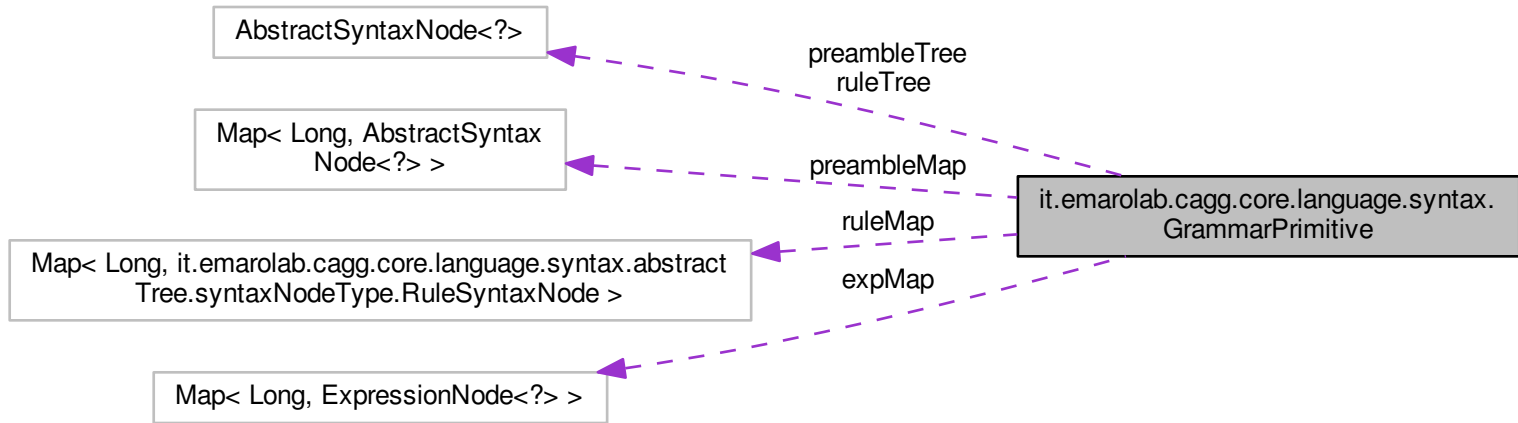 AbstractSyntaxNode<?>
preambleTree
ruleTree
Map< Long, AbstractSyntax
Node<?> >
preambleMap
it.emarolab.cagg.core.language.syntax.
GrammarPrimitive
ruleMap
Map< Long, it.emarolab.cagg.core.language.syntax.abstract
Tree.syntaxNodeType.RuleSyntaxNode >
expMap
Map< Long, ExpressionNode<?> >